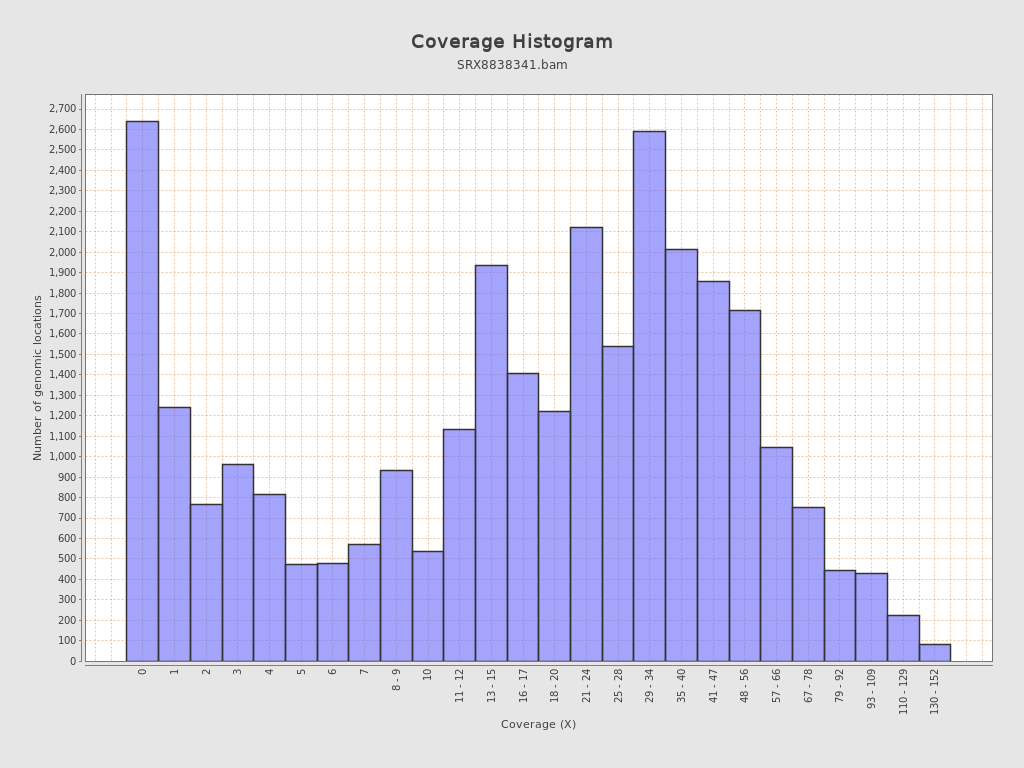 Coverage Histogram
SRX8838341.bam
Number of genomic locations
2,700
2,600
2,500
2,400
2,300
2,200
2,100
2,000
1,900
1,800
1,700
1,600
1,500
1,400
1,300
1,200
1,100
1,000
900
800
700
600
500
400
300
200
100
0
0
1
2
3
4
5
6
7
8 - 9
10
11 - 12
13 - 15
16 - 17
18 - 20
21 - 24
25 - 28
29 - 34
35 - 40
41 - 47
48 - 56
57 - 66
67 - 78
79 - 92
93 - 109
110 - 129
130 - 152
Coverage (X)